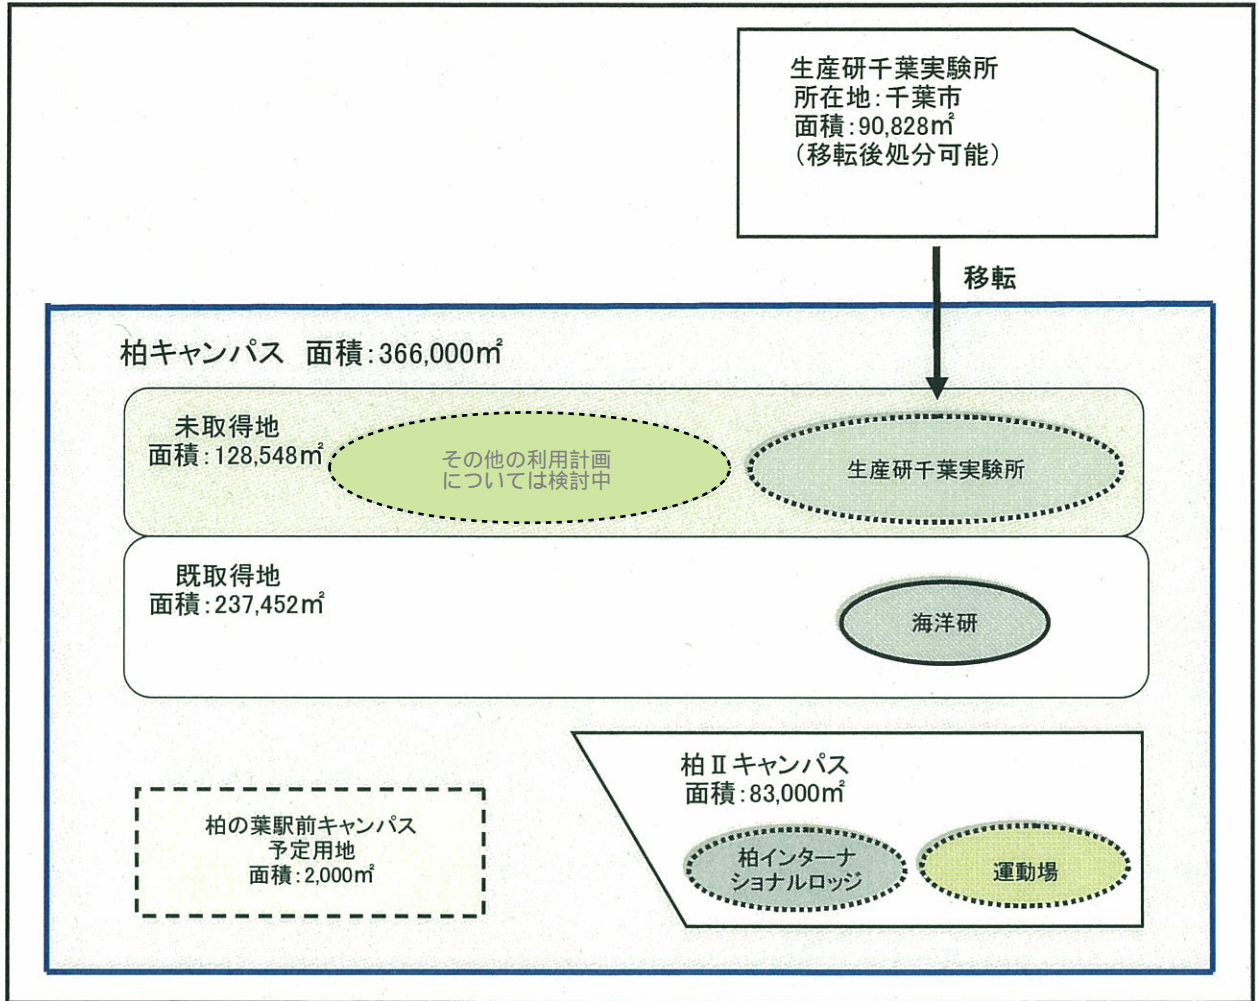 生産研千葉実験所
所在地:千葉市
面積:90,828㎡
(移転後処分可能)
移転
柏キャンパス 面積:366,000㎡
未取得地
面積:128,548㎡
その他の利用計画
については検討中
生産研千葉実験所
既取得地
面積:237,452㎡
海洋研
柏Ⅱキャンパス
面積:83,000㎡
柏の葉駅前キャンパス
予定用地
面積:2,000㎡
柏インターナ
ショナルロッジ
運動場